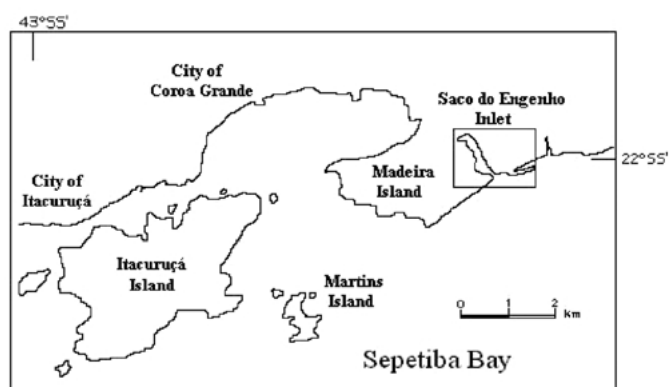 43°55'
City of
Coroa Grande
Saco do Engenho
Inlet
22°55'
Madeira
Island
City of
Itacuruçá
Itacuruçá
Island
Martins
Island
0 1 2
Km
Sepetiba Bay